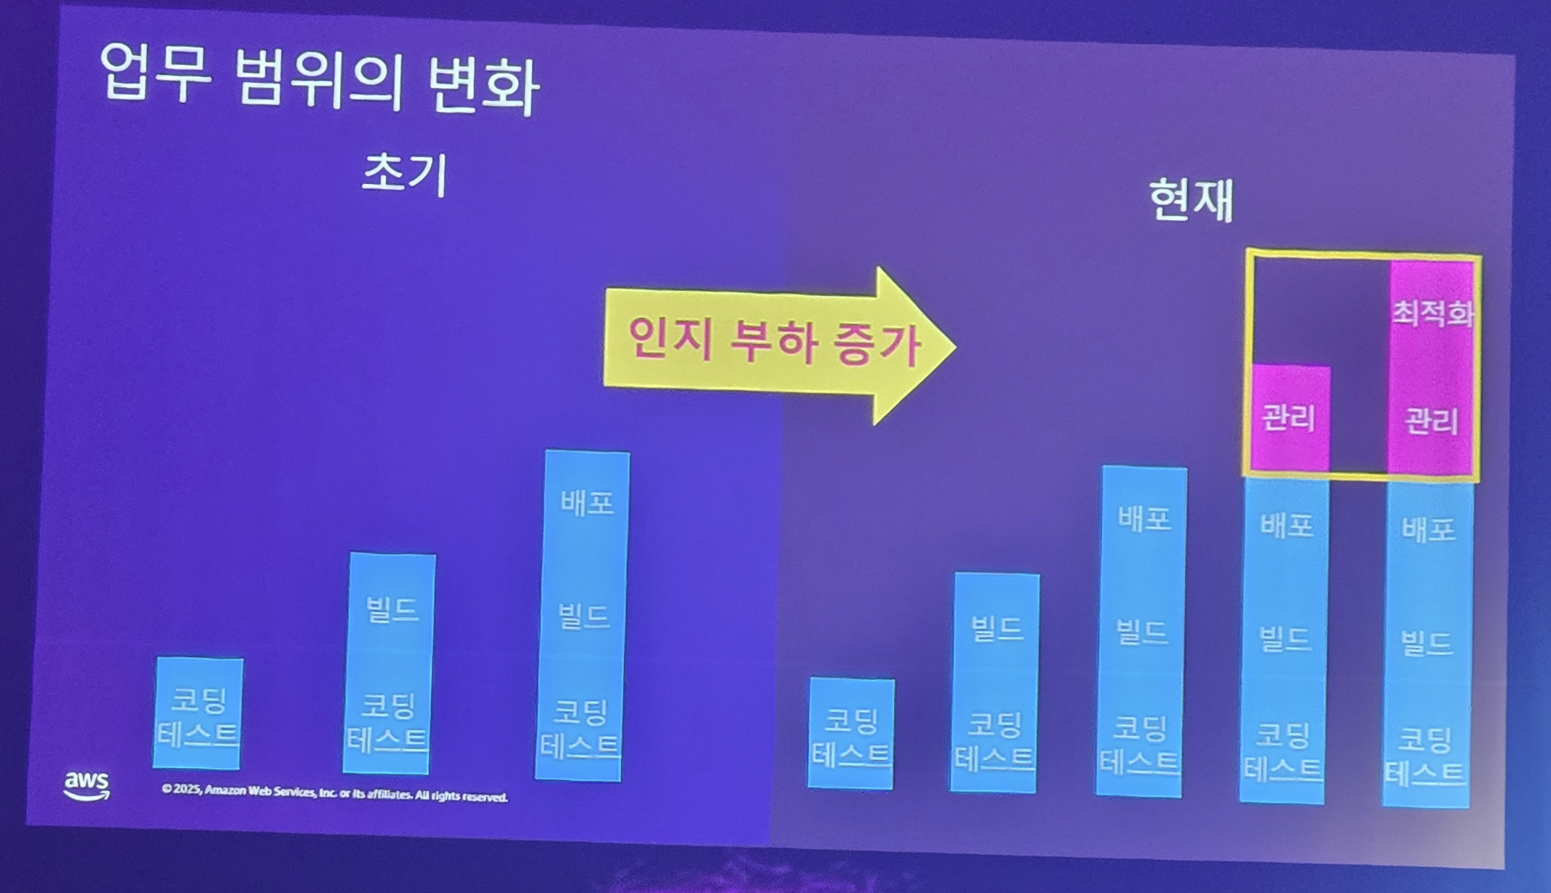 업무 범위의 변화
초기
현재
인지 부하 증가
코딩
테스트
빌드
코딩
테스트
배포
빌드
코딩
테스트
코딩
테스트
빌드
코딩
테스트
배포
빌드
코딩
테스트
관리
배포
빌드
코딩
테스트
최적화
관리
배포
빌드
코딩
테스트
aws
© 2025, Amazon Web Services, Inc. or its affiliates. All rights reserved.